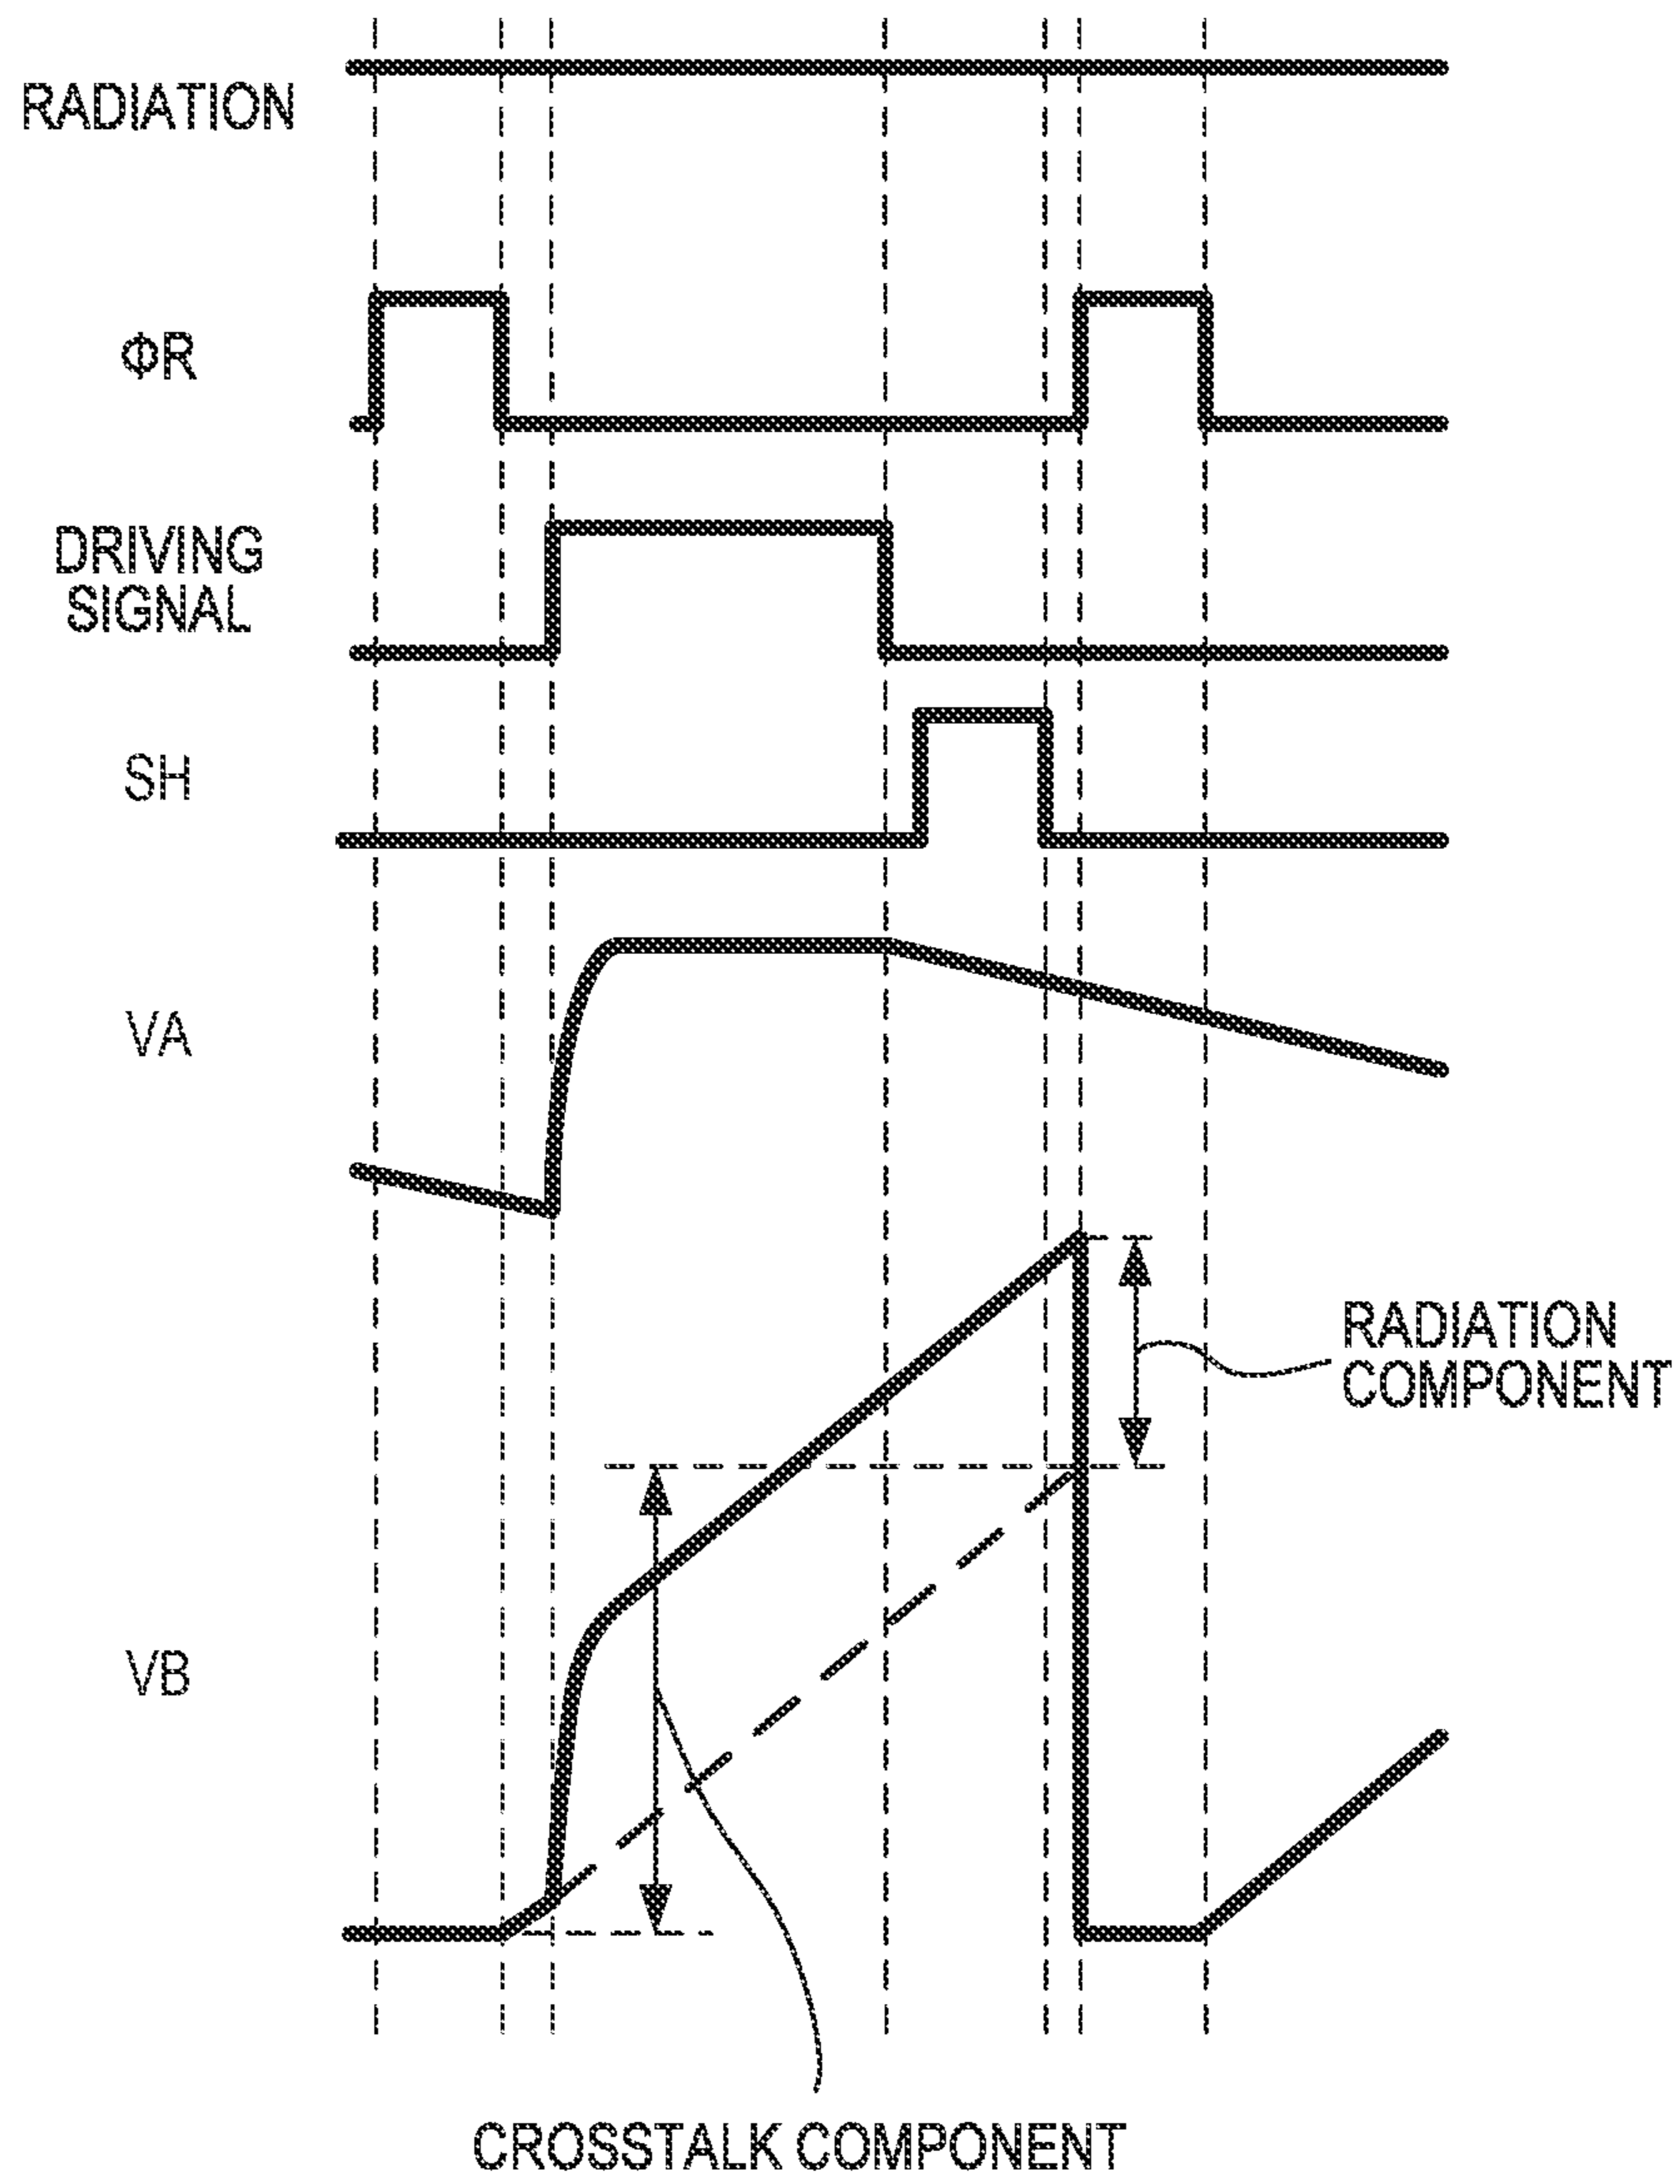 RADIATION
ΦR
DRIVING
SIGNAL
SH
VA
RADIATION
COMPONENT
VB
CROSSTALK COMPONENT